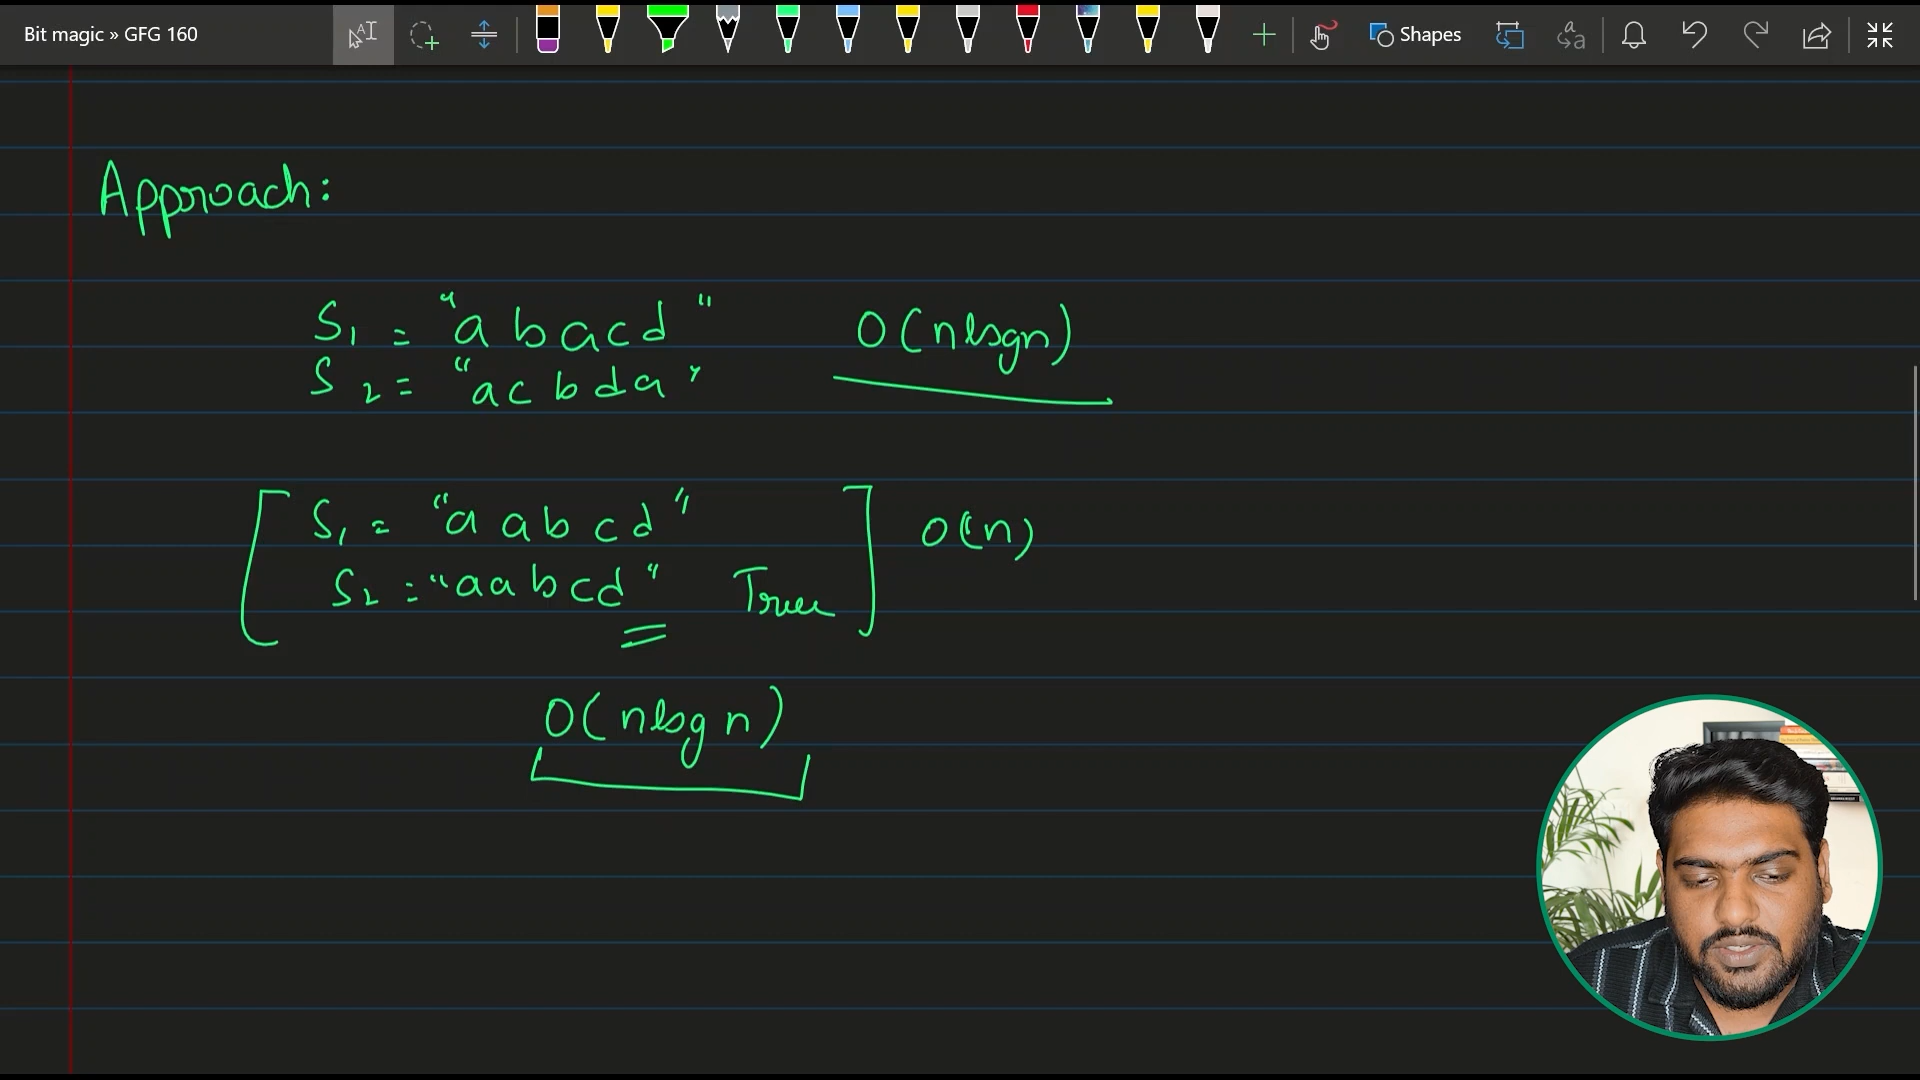 Bit magic » GFG 160
Shapes
Approach:
S1 = "abacd" O(nlogn)
S2 = "acbda"
S1 = "aabcd" O(n)
S2 = "aabcd" True
O(nlogn)